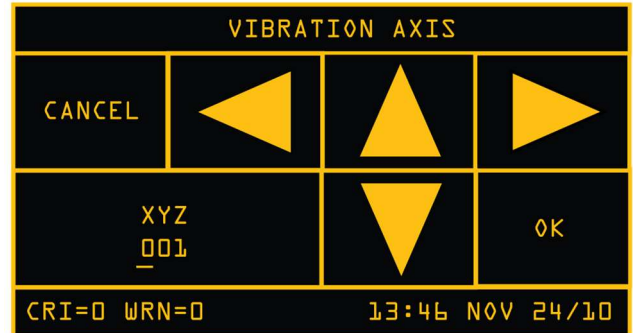 VIBRATION AXIS
CANCEL
XYZ
001
OK
CRI=0 WRN=0 13:46 NOV 24/10